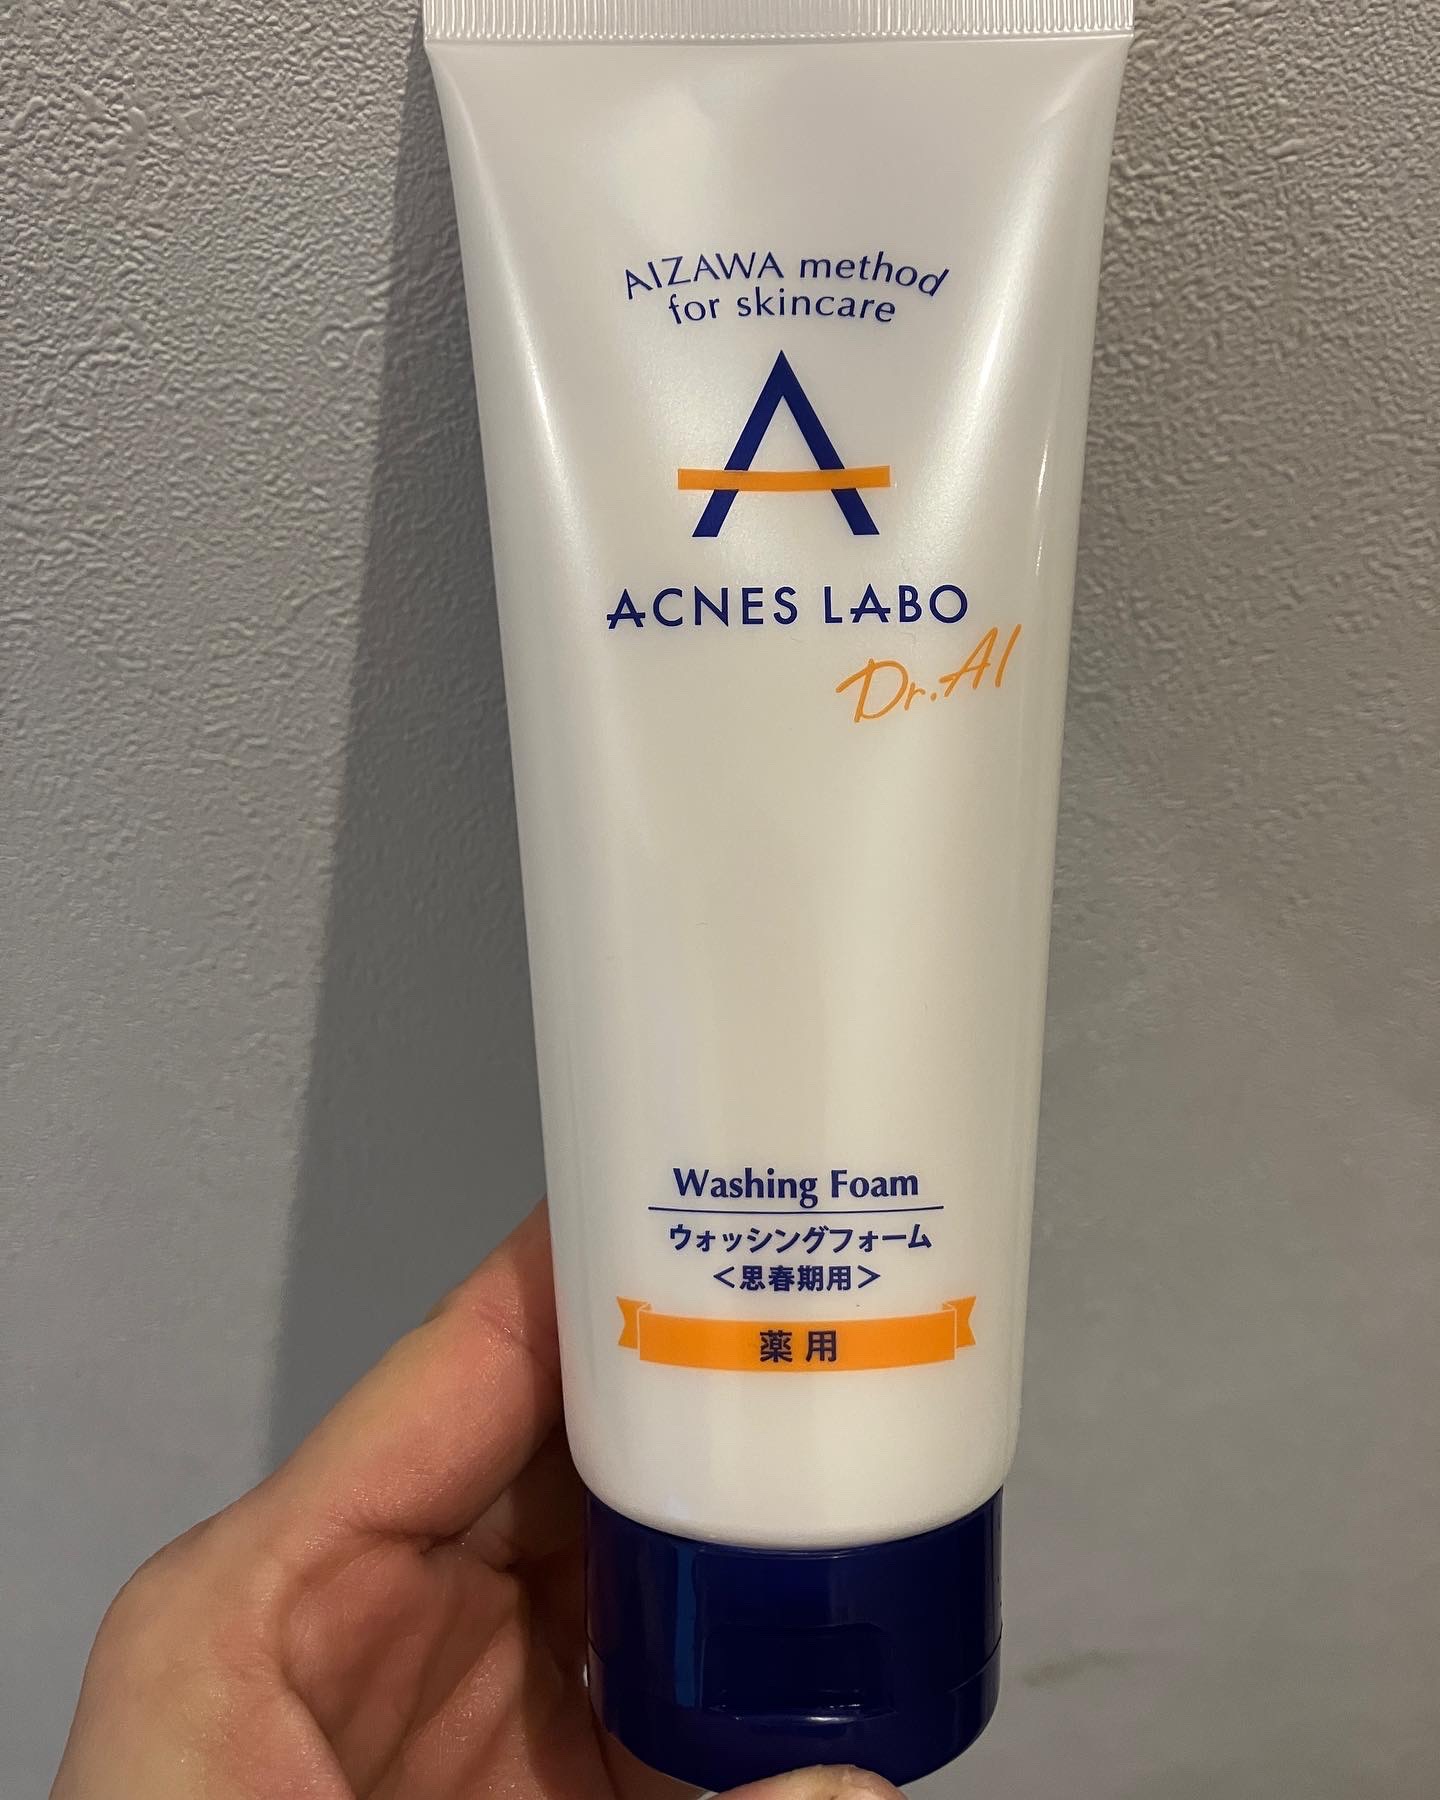 AIZAWA method
for skincare
A
ACNES LABO
Dr.AI
Washing Foam
ウォッシングフォーム
<思春期用>
薬用